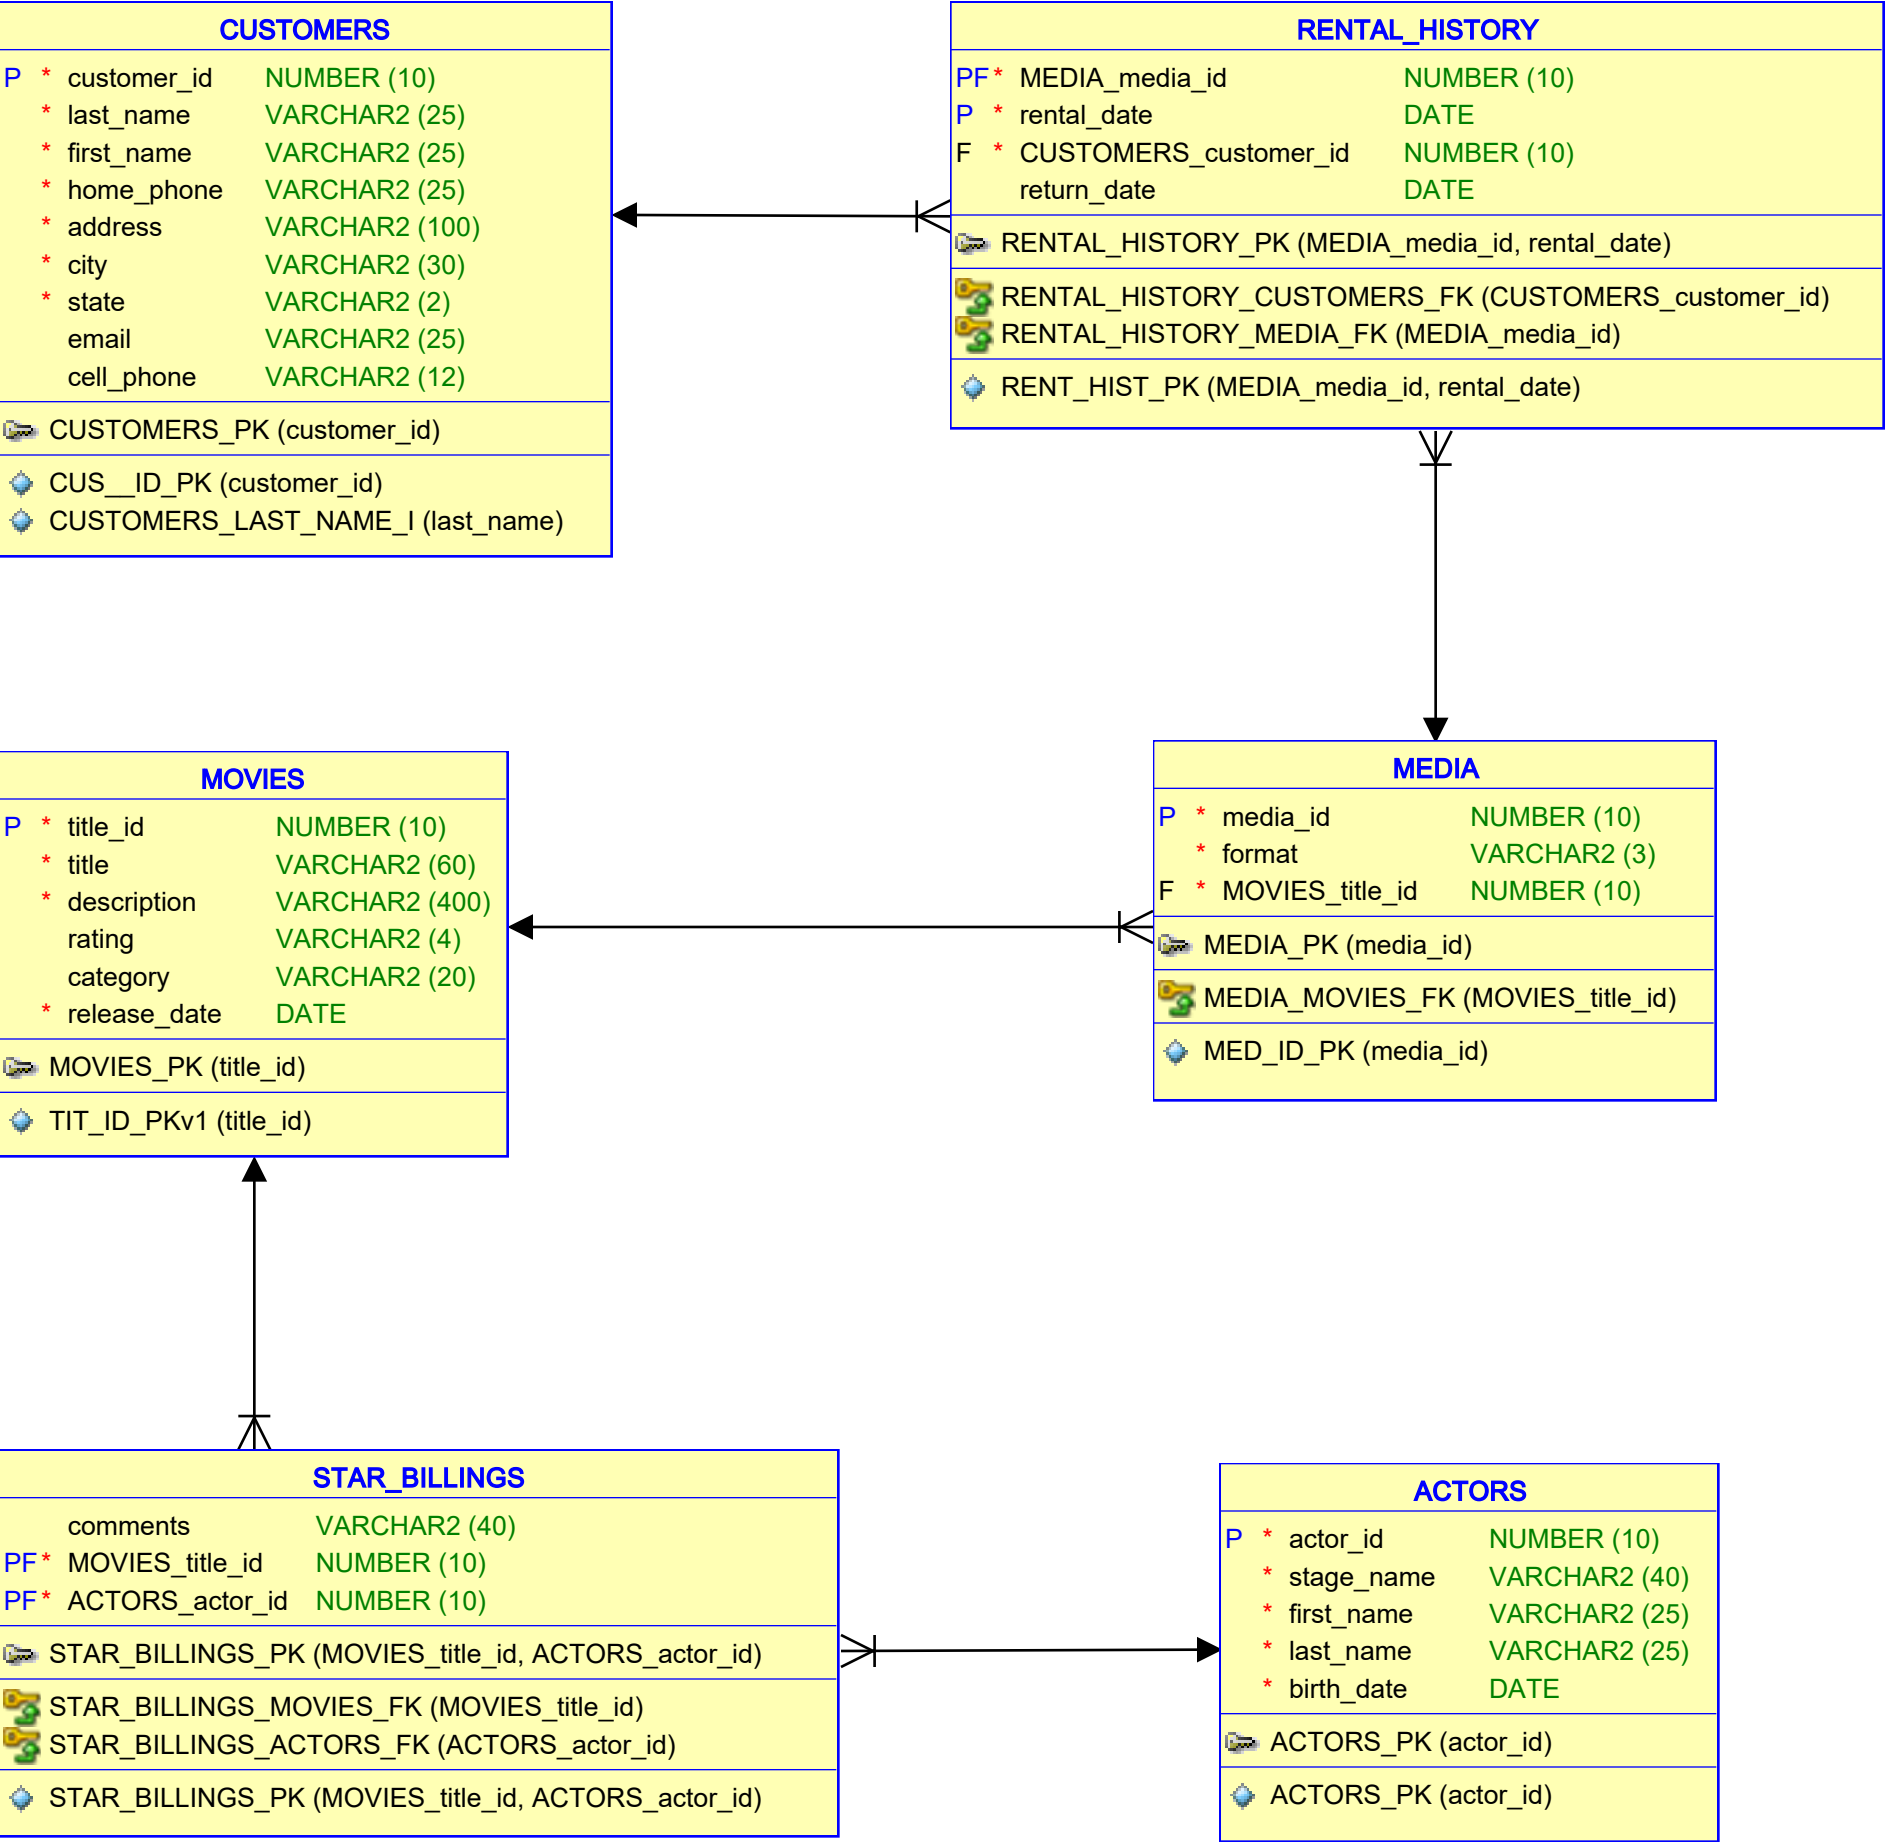 CUSTOMERS
P * customer_id NUMBER (10)
* last_name VARCHAR2 (25)
* first_name VARCHAR2 (25)
* home_phone VARCHAR2 (25)
* address VARCHAR2 (100)
* city VARCHAR2 (30)
* state VARCHAR2 (2)
email VARCHAR2 (25)
cell_phone VARCHAR2 (12)
CUSTOMERS_PK (customer_id)
CUS__ID_PK (customer_id)
CUSTOMERS_LAST_NAME_I (last_name)
RENTAL_HISTORY
PF * MEDIA_media_id NUMBER (10)
P * rental_date DATE
F * CUSTOMERS_customer_id NUMBER (10)
return_date DATE
RENTAL_HISTORY_PK (MEDIA_media_id, rental_date)
RENTAL_HISTORY_CUSTOMERS_FK (CUSTOMERS_customer_id)
RENTAL_HISTORY_MEDIA_FK (MEDIA_media_id)
RENT_HIST_PK (MEDIA_media_id, rental_date)
MOVIES
P * title_id NUMBER (10)
* title VARCHAR2 (60)
* description VARCHAR2 (400)
rating VARCHAR2 (4)
category VARCHAR2 (20)
* release_date DATE
MOVIES_PK (title_id)
TIT_ID_PKv1 (title_id)
MEDIA
P * media_id NUMBER (10)
* format VARCHAR2 (3)
F * MOVIES_title_id NUMBER (10)
MEDIA_PK (media_id)
MEDIA_MOVIES_FK (MOVIES_title_id)
MED_ID_PK (media_id)
STAR_BILLINGS
comments VARCHAR2 (40)
PF * MOVIES_title_id NUMBER (10)
PF * ACTORS_actor_id NUMBER (10)
STAR_BILLINGS_PK (MOVIES_title_id, ACTORS_actor_id)
STAR_BILLINGS_MOVIES_FK (MOVIES_title_id)
STAR_BILLINGS_ACTORS_FK (ACTORS_actor_id)
STAR_BILLINGS_PK (MOVIES_title_id, ACTORS_actor_id)
ACTORS
P * actor_id NUMBER (10)
* stage_name VARCHAR2 (40)
* first_name VARCHAR2 (25)
* last_name VARCHAR2 (25)
* birth_date DATE
ACTORS_PK (actor_id)
ACTORS_PK (actor_id)